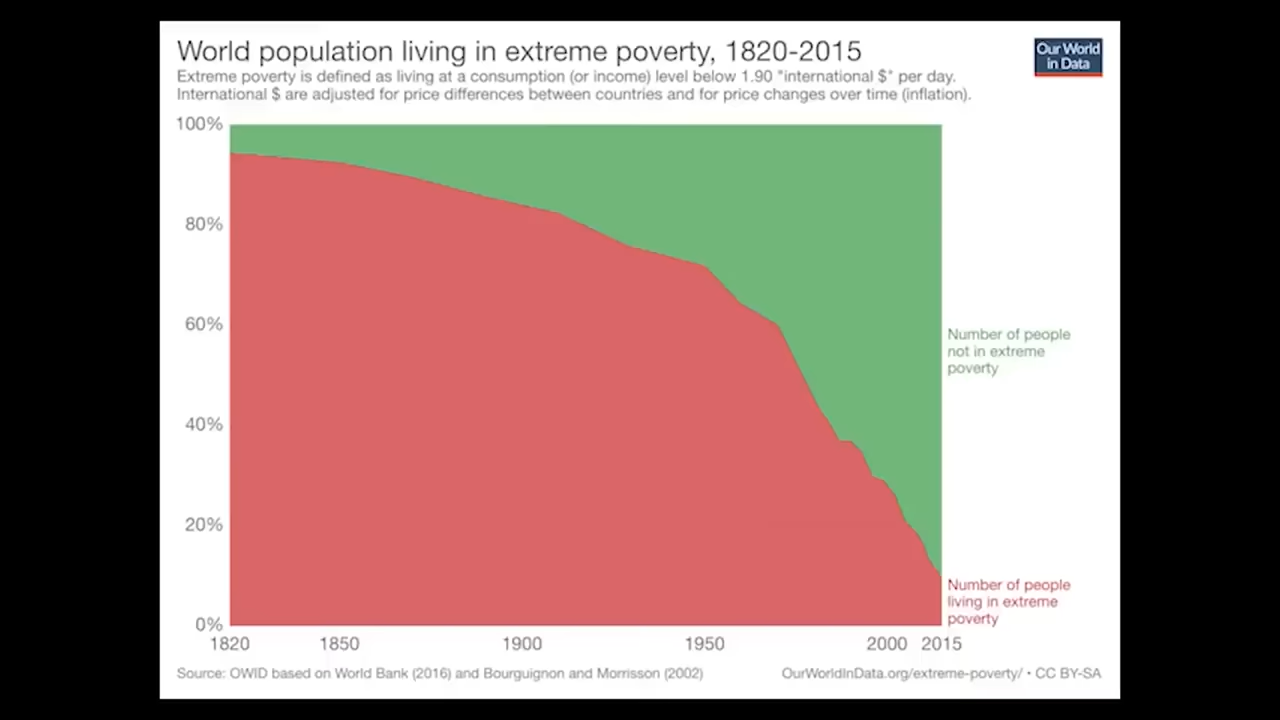 World population living in extreme poverty, 1820-2015
Our World
in Data
Extreme poverty is defined as living at a consumption (or income) level below 1.90 "international $" per day.
International $ are adjusted for price differences between countries and for price changes over time (inflation).
100%
80%
60%
40%
20%
0%
Number of people
not in extreme
poverty
Number of people
living in extreme
poverty
1820 1850 1900 1950 2000 2015
Source: OWID based on World Bank (2016) and Bourguignon and Morrisson (2002)
OurWorldInData.org/extreme-poverty/ • CC BY-SA